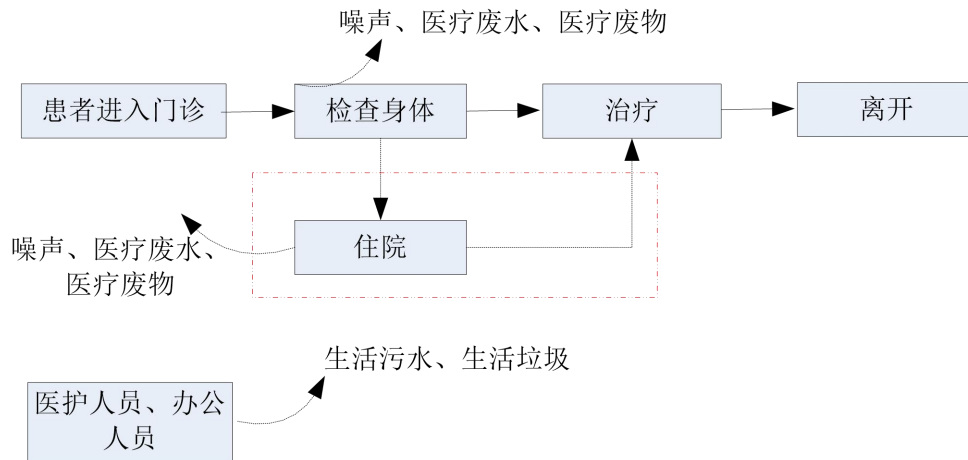 噪声、医疗废水、医疗废物
患者进入门诊
检查身体
治疗
离开
住院
噪声、医疗废水、
医疗废物
生活污水、生活垃圾
医护人员、办公
人员